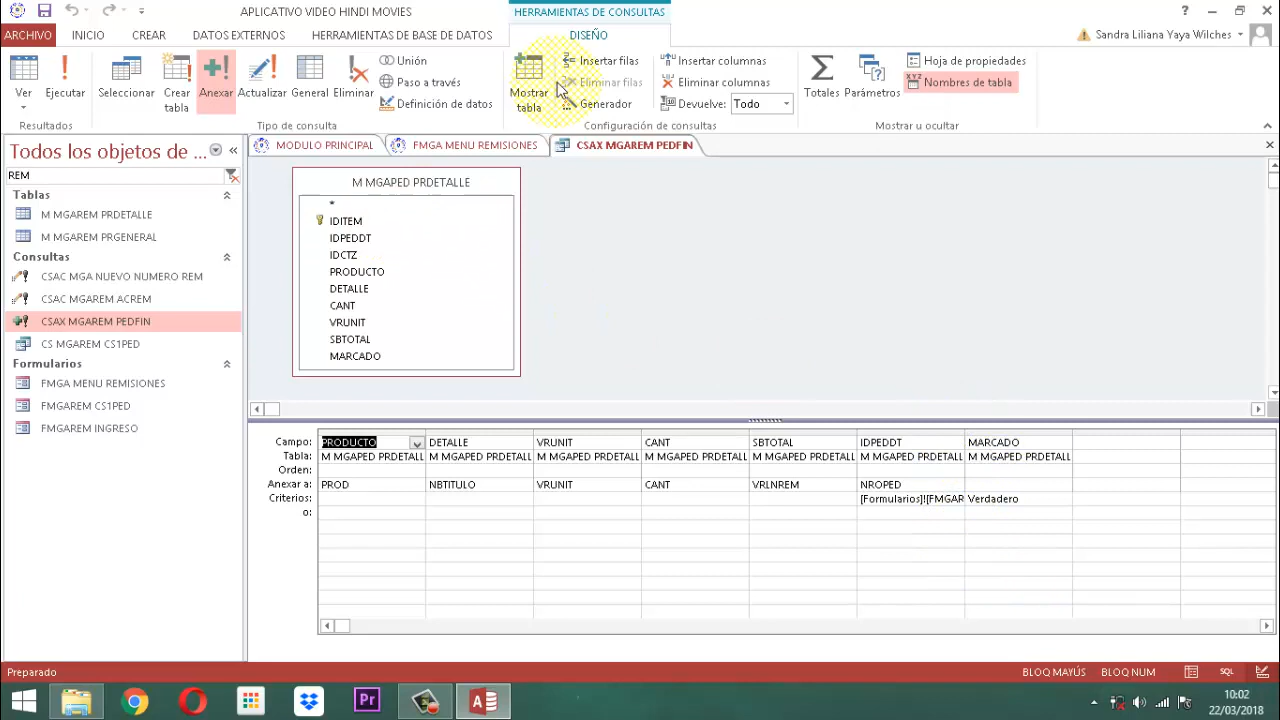 APLICATIVO VIDEO HINDI MOVIES
HERRAMIENTAS DE CONSULTAS
?
ARCHIVO
INICIO
CREAR
DATOS EXTERNOS
HERRAMIENTAS DE BASE DE DATOS
DISEÑO
Sandra Liliana Yaya Wilches
Ver
Ejecutar
Seleccionar
Crear tabla
Anexar
Actualizar
General
Eliminar
Unión
Paso a través
Definición de datos
Mostrar tabla
Insertar filas
Eliminar filas
Generador
Insertar columnas
Eliminar columnas
Devuelve: Todo
Totales
Parámetros
Hoja de propiedades
Nombres de tabla
Resultados
Tipo de consulta
Configuración de consultas
Mostrar u ocultar
Todos los objetos de ...
REM
Tablas
M MGAREM PRDETALLE
M MGAREM PRGENERAL
Consultas
CSAC MGA NUEVO NUMERO REM
CSAC MGAREM ACREM
CSAX MGAREM PEDFIN
CS MGAREM CS1PED
Formularios
FMGA MENU REMISIONES
FMGAREM CS1PED
FMGAREM INGRESO
MODULO PRINCIPAL
FMGA MENU REMISIONES
CSAX MGAREM PEDFIN
M MGAPED PRDETALLE
*
IDITEM
IDPEDDT
IDCTZ
PRODUCTO
DETALLE
CANT
VRUNIT
SBTOTAL
MARCADO
Campo: PRODUCTO DETALLE VRUNIT CANT SBTOTAL IDPEDDT MARCADO
Tabla: M MGAPED PRDETALL M MGAPED PRDETALL M MGAPED PRDETALL M MGAPED PRDETALL M MGAPED PRDETALL M MGAPED PRDETALL M MGAPED PRDETALL
Orden:
Anexar a: PROD NBTITULO VRUNIT CANT VRLNREM NROPED
Criterios: [Formularios]![FMGAR Verdadero
o:
Preparado
BLOQ MAYÚS
BLOQ NUM
SQL
Pr
10:02
22/03/2018